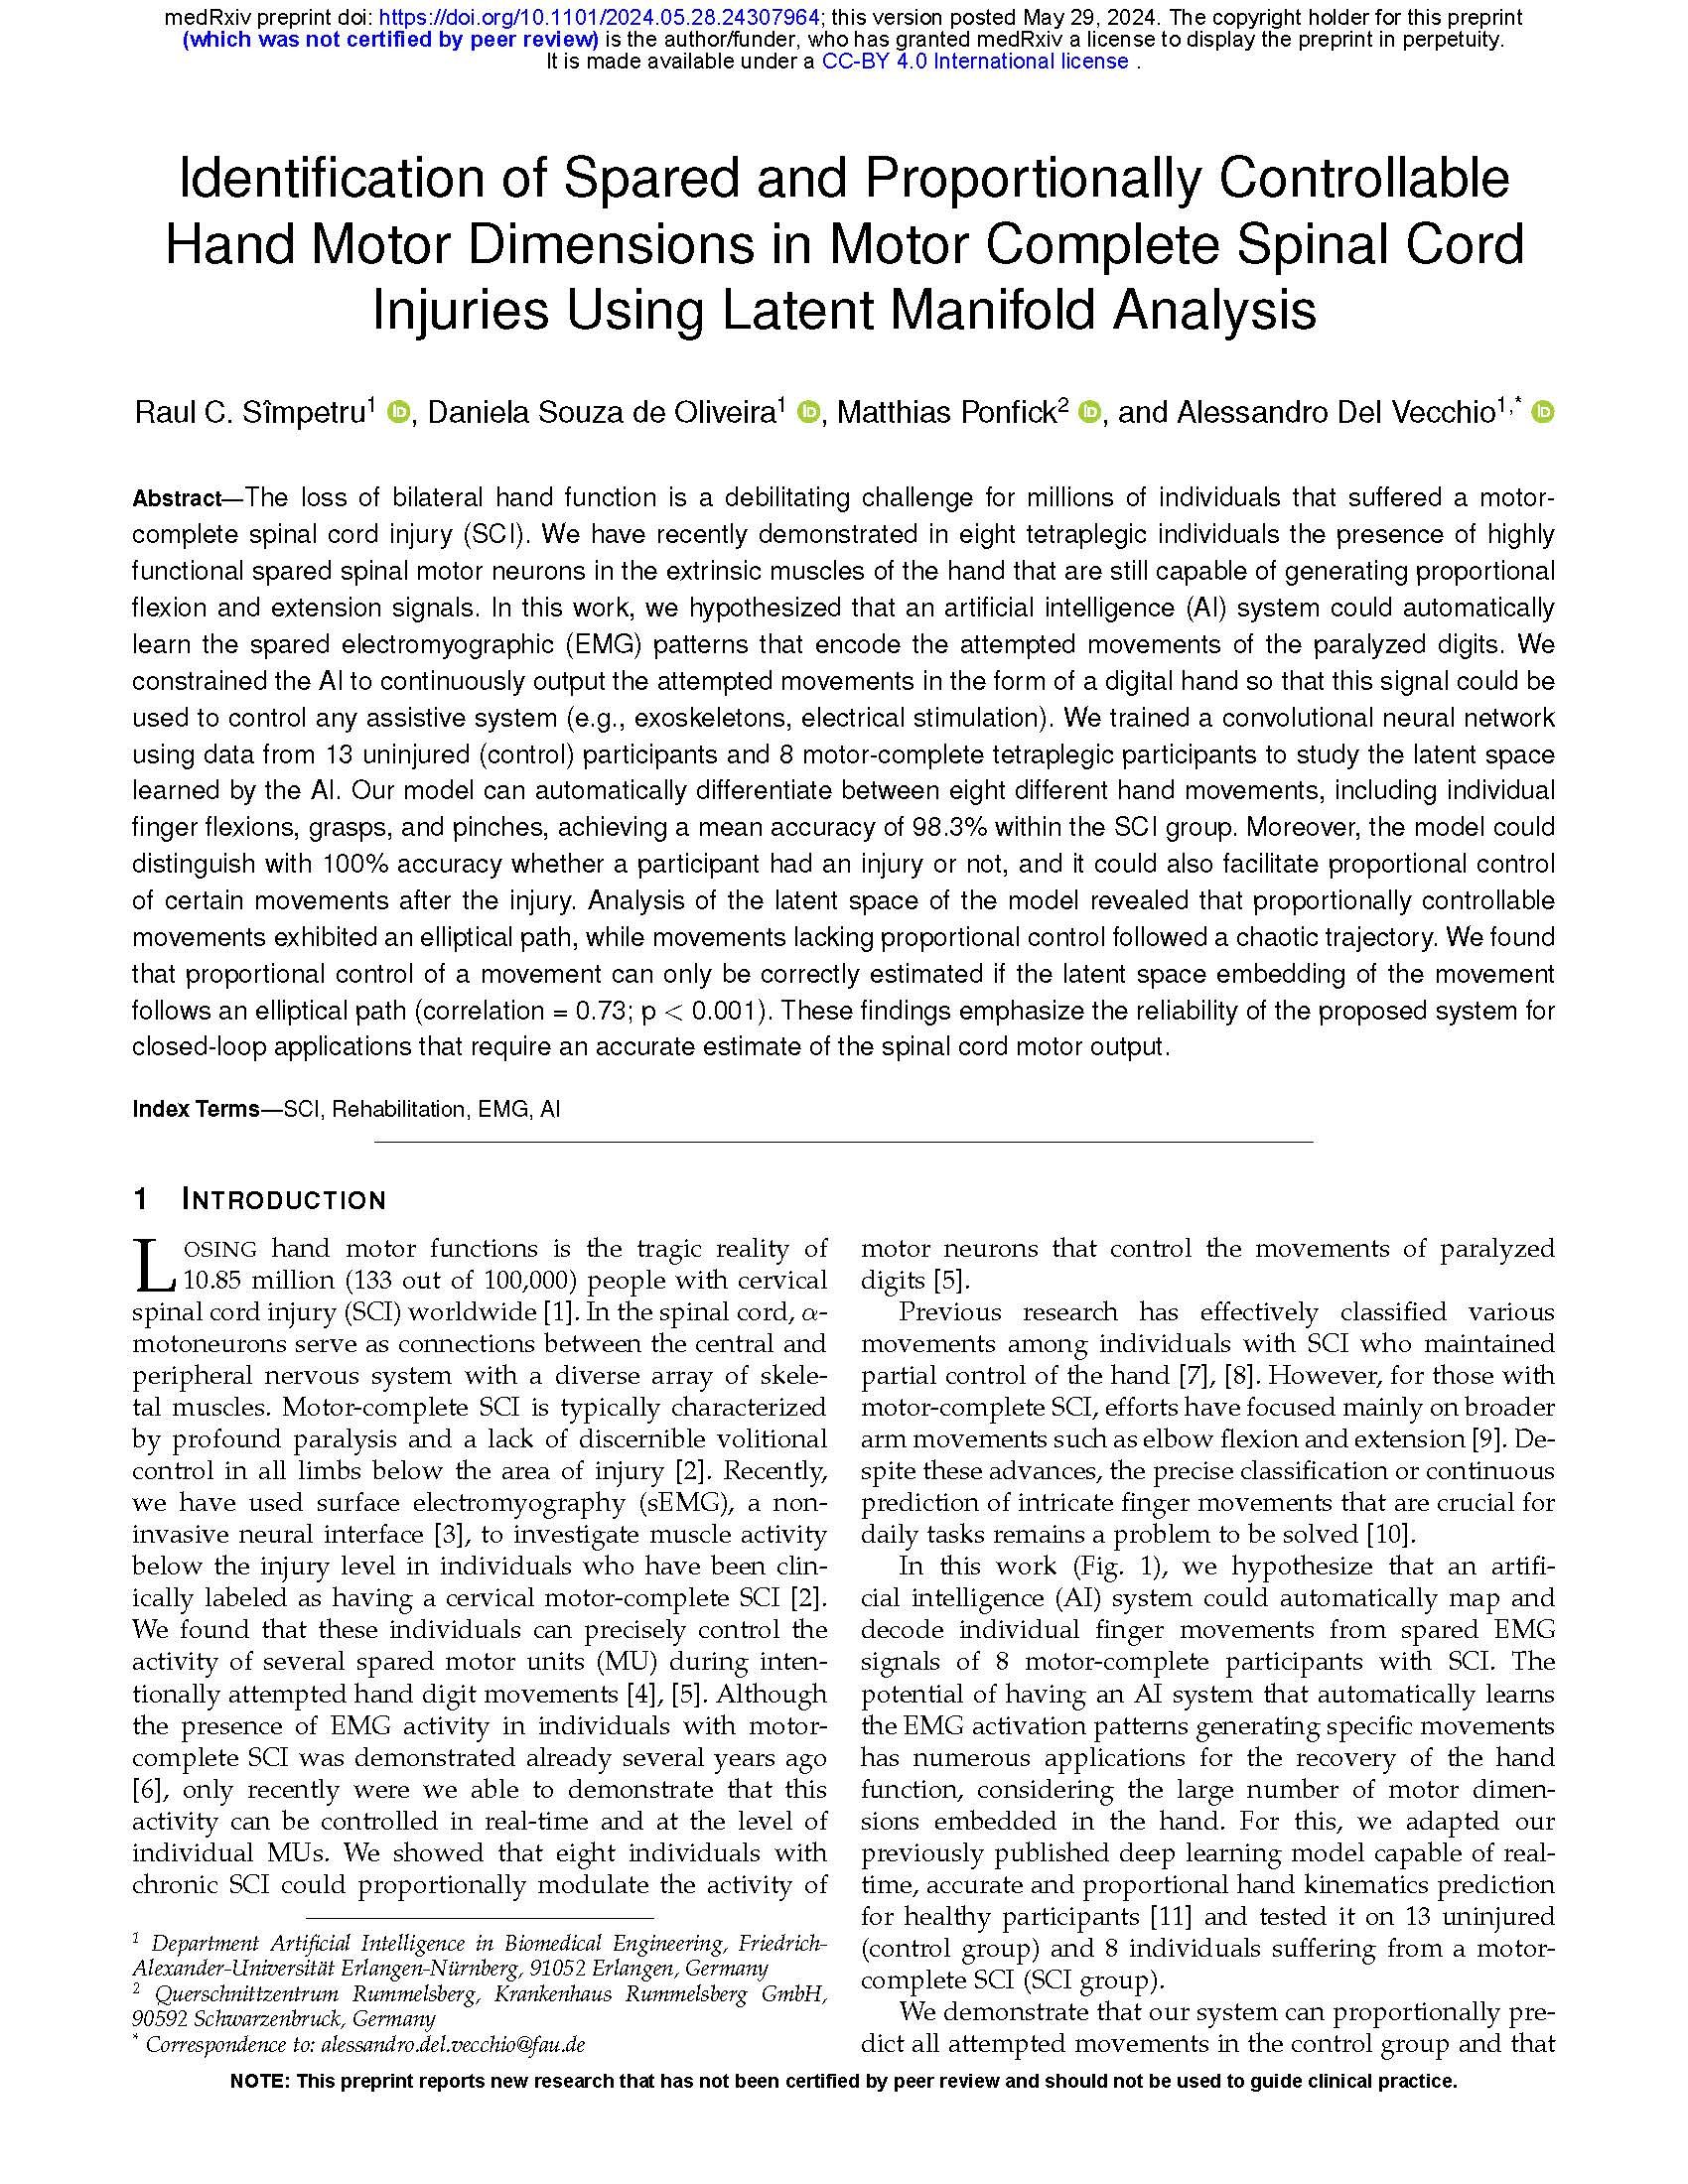 medRxiv preprint doi: https://doi.org/10.1101/2024.05.28.24307964; this version posted May 29, 2024. The copyright holder for this preprint
(which was not certified by peer review) is the author/funder, who has granted medRxiv a license to display the preprint in perpetuity.
It is made available under a CC-BY 4.0 International license .
Identification of Spared and Proportionally Controllable
Hand Motor Dimensions in Motor Complete Spinal Cord
Injuries Using Latent Manifold Analysis
Raul C. Sîmpetru1 iD, Daniela Souza de Oliveira1 iD, Matthias Ponfick2 iD, and Alessandro Del Vecchio1,* iD
Abstract—The loss of bilateral hand function is a debilitating challenge for millions of individuals that suffered a motor-
complete spinal cord injury (SCI). We have recently demonstrated in eight tetraplegic individuals the presence of highly
functional spared spinal motor neurons in the extrinsic muscles of the hand that are still capable of generating proportional
flexion and extension signals. In this work, we hypothesized that an artificial intelligence (AI) system could automatically
learn the spared electromyographic (EMG) patterns that encode the attempted movements of the paralyzed digits. We
constrained the AI to continuously output the attempted movements in the form of a digital hand so that this signal could be
used to control any assistive system (e.g., exoskeletons, electrical stimulation). We trained a convolutional neural network
using data from 13 uninjured (control) participants and 8 motor-complete tetraplegic participants to study the latent space
learned by the AI. Our model can automatically differentiate between eight different hand movements, including individual
finger flexions, grasps, and pinches, achieving a mean accuracy of 98.3% within the SCI group. Moreover, the model could
distinguish with 100% accuracy whether a participant had an injury or not, and it could also facilitate proportional control
of certain movements after the injury. Analysis of the latent space of the model revealed that proportionally controllable
movements exhibited an elliptical path, while movements lacking proportional control followed a chaotic trajectory. We found
that proportional control of a movement can only be correctly estimated if the latent space embedding of the movement
follows an elliptical path (correlation = 0.73; p < 0.001). These findings emphasize the reliability of the proposed system for
closed-loop applications that require an accurate estimate of the spinal cord motor output.
Index Terms—SCI, Rehabilitation, EMG, AI
1 INTRODUCTION
LOSING hand motor functions is the tragic reality of
10.85 million (133 out of 100,000) people with cervical
spinal cord injury (SCI) worldwide [1]. In the spinal cord, α-
motoneurons serve as connections between the central and
peripheral nervous system with a diverse array of skele-
tal muscles. Motor-complete SCI is typically characterized
by profound paralysis and a lack of discernible volitional
control in all limbs below the area of injury [2]. Recently,
we have used surface electromyography (sEMG), a non-
invasive neural interface [3], to investigate muscle activity
below the injury level in individuals who have been clin-
ically labeled as having a cervical motor-complete SCI [2].
We found that these individuals can precisely control the
activity of several spared motor units (MU) during inten-
tionally attempted hand digit movements [4], [5]. Although
the presence of EMG activity in individuals with motor-
complete SCI was demonstrated already several years ago
[6], only recently were we able to demonstrate that this
activity can be controlled in real-time and at the level of
individual MUs. We showed that eight individuals with
chronic SCI could proportionally modulate the activity of
1 Department Artificial Intelligence in Biomedical Engineering, Friedrich-
Alexander-Universität Erlangen-Nürnberg, 91052 Erlangen, Germany
2 Querschnittzentrum Rummelsberg, Krankenhaus Rummelsberg GmbH,
90592 Schwarzenbruck, Germany
* Correspondence to: alessandro.del.vecchio@fau.de
motor neurons that control the movements of paralyzed
digits [5].
Previous research has effectively classified various
movements among individuals with SCI who maintained
partial control of the hand [7], [8]. However, for those with
motor-complete SCI, efforts have focused mainly on broader
arm movements such as elbow flexion and extension [9]. De-
spite these advances, the precise classification or continuous
prediction of intricate finger movements that are crucial for
daily tasks remains a problem to be solved [10].
In this work (Fig. 1), we hypothesize that an artifi-
cial intelligence (AI) system could automatically map and
decode individual finger movements from spared EMG
signals of 8 motor-complete participants with SCI. The
potential of having an AI system that automatically learns
the EMG activation patterns generating specific movements
has numerous applications for the recovery of the hand
function, considering the large number of motor dimen-
sions embedded in the hand. For this, we adapted our
previously published deep learning model capable of real-
time, accurate and proportional hand kinematics prediction
for healthy participants [11] and tested it on 13 uninjured
(control group) and 8 individuals suffering from a motor-
complete SCI (SCI group).
We demonstrate that our system can proportionally pre-
dict all attempted movements in the control group and that
NOTE: This preprint reports new research that has not been certified by peer review and should not be used to guide clinical practice.